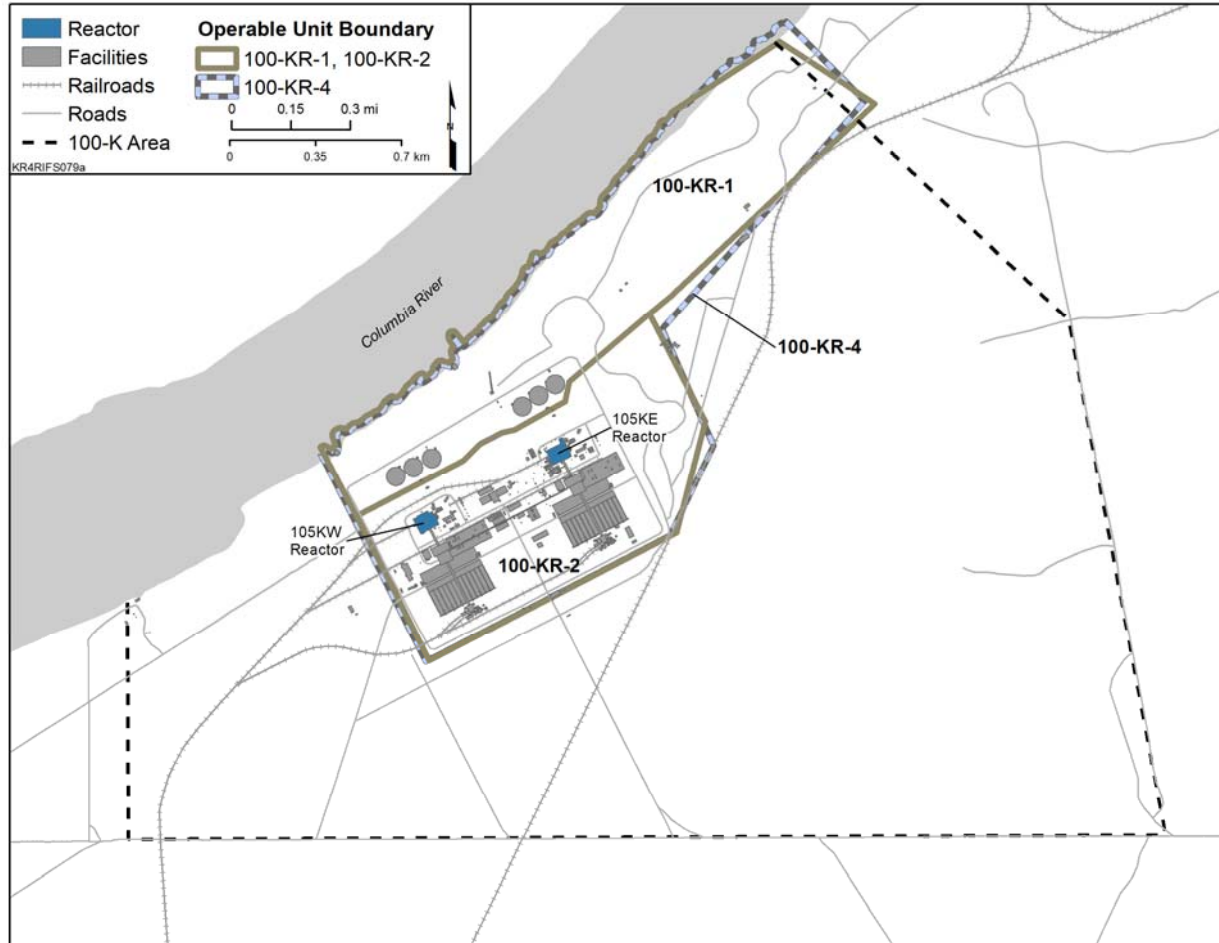 Reactor
Facilities
Railroads
Roads
100-K Area
KR4RIFS079a
Operable Unit Boundary
100-KR-1, 100-KR-2
100-KR-4
0 0.15 0.3 mi
0 0.35 0.7 km
N
100-KR-1
Columbia River
100-KR-4
105KE
Reactor
105KW
Reactor
100-KR-2